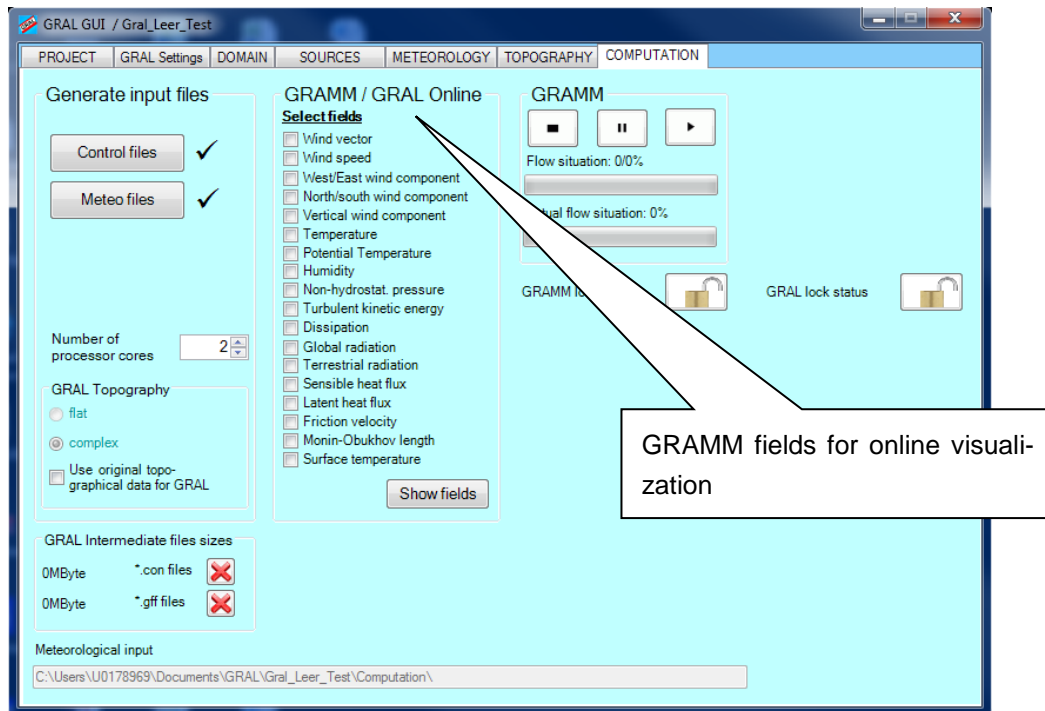 GRAL GUI / Gral_Leer_Test
PROJECT GRAL Settings DOMAIN SOURCES METEOROLOGY TOPOGRAPHY COMPUTATION
Generate input files
Control files
Meteo files
Number of
processor cores
2
GRAL Topography
flat
complex
Use original topo-
graphical data for GRAL
GRAL Intermediate files sizes
0MByte *.con files
0MByte *.gff files
Meteorological input
C:\Users\U0178969\Documents\GRAL\Gral_Leer_Test\Computation\
GRAMM / GRAL Online
Select fields
Wind vector
Wind speed
West/East wind component
North/south wind component
Vertical wind component
Temperature
Potential Temperature
Humidity
Non-hydrostat. pressure
Turbulent kinetic energy
Dissipation
Global radiation
Terrestrial radiation
Sensible heat flux
Latent heat flux
Friction velocity
Monin-Obukhov length
Surface temperature
Show fields
GRAMM
Flow situation: 0/0%
flow situation: 0%
GRAMM
GRAL lock status
GRAMM fields for online visuali-
zation